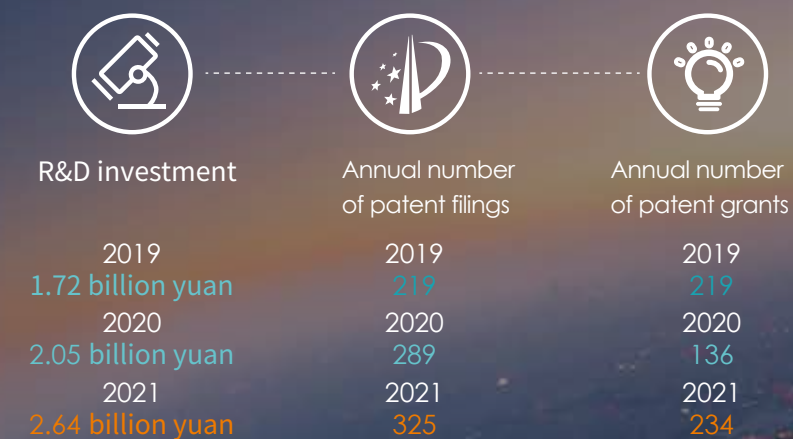 R&D investment
2019
1.72 billion yuan
2020
2.05 billion yuan
2021
2.64 billion yuan
Annual number
of patent filings
2019
219
2020
289
2021
325
Annual number
of patent grants
2019
219
2020
136
2021
234